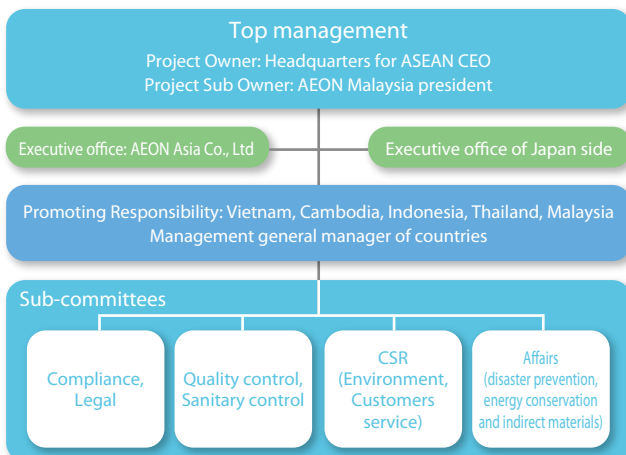 Top management
Project Owner: Headquarters for ASEAN CEO
Project Sub Owner: AEON Malaysia president
Executive office: AEON Asia Co., Ltd
Executive office of Japan side
Promoting Responsibility: Vietnam, Cambodia, Indonesia, Thailand, Malaysia
Management general manager of countries
Sub-committees
Compliance,
Legal
Quality control,
Sanitary control
CSR
(Environment,
Customers
service)
Affairs
(disaster prevention,
energy conservation
and indirect materials)